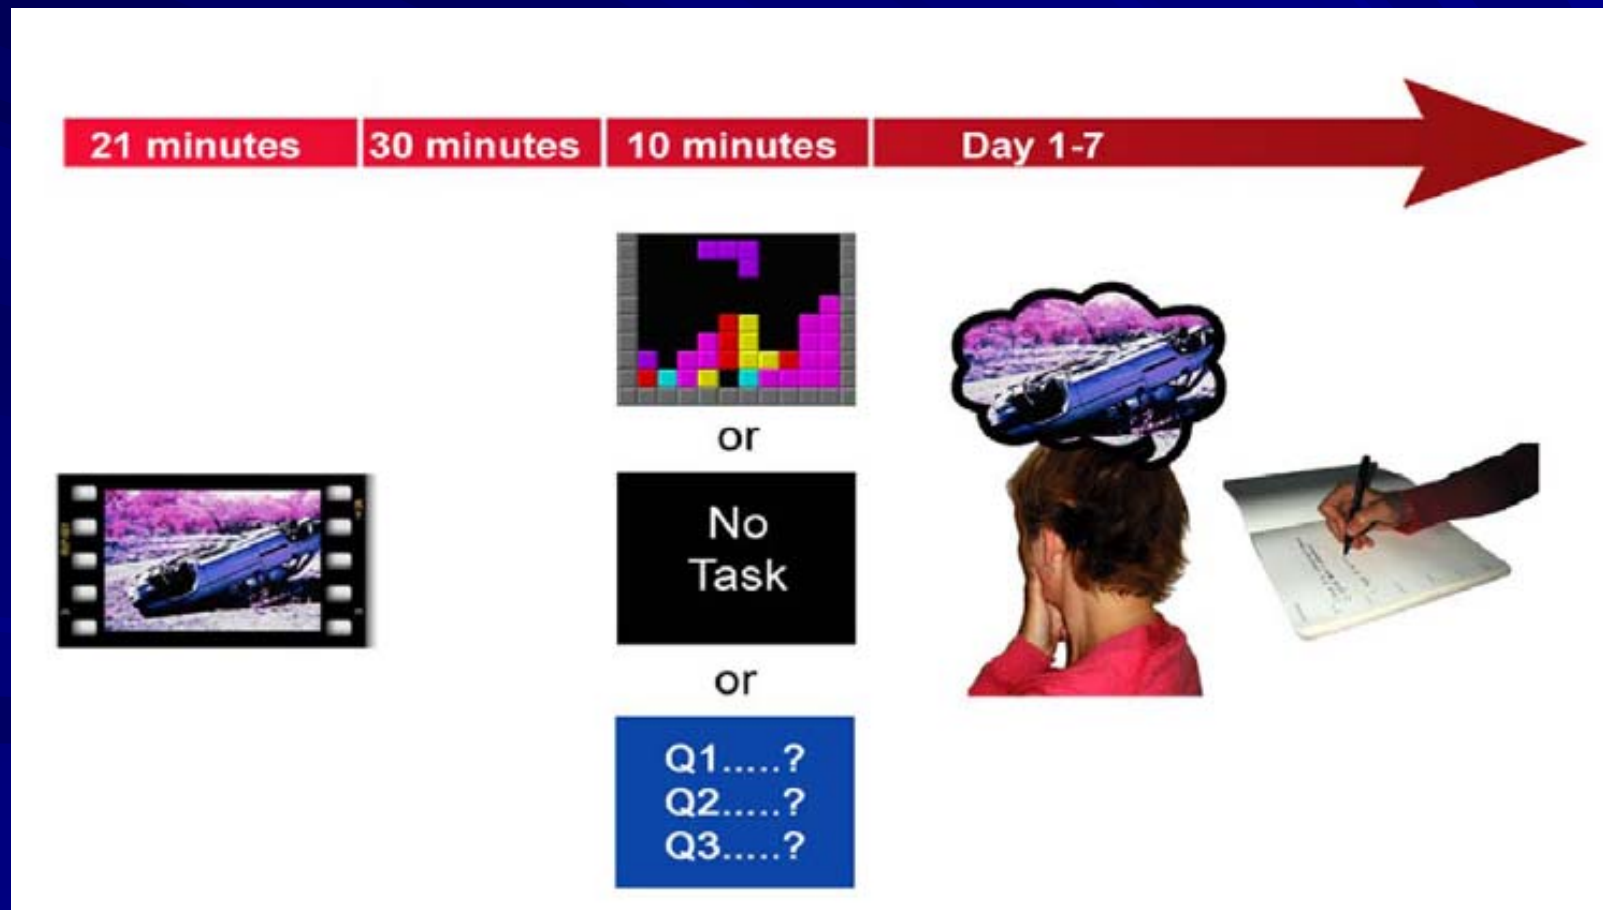 21 minutes
30 minutes
10 minutes
Day 1-7
or
No
Task
or
Q1.....?
Q2.....?
Q3.....?